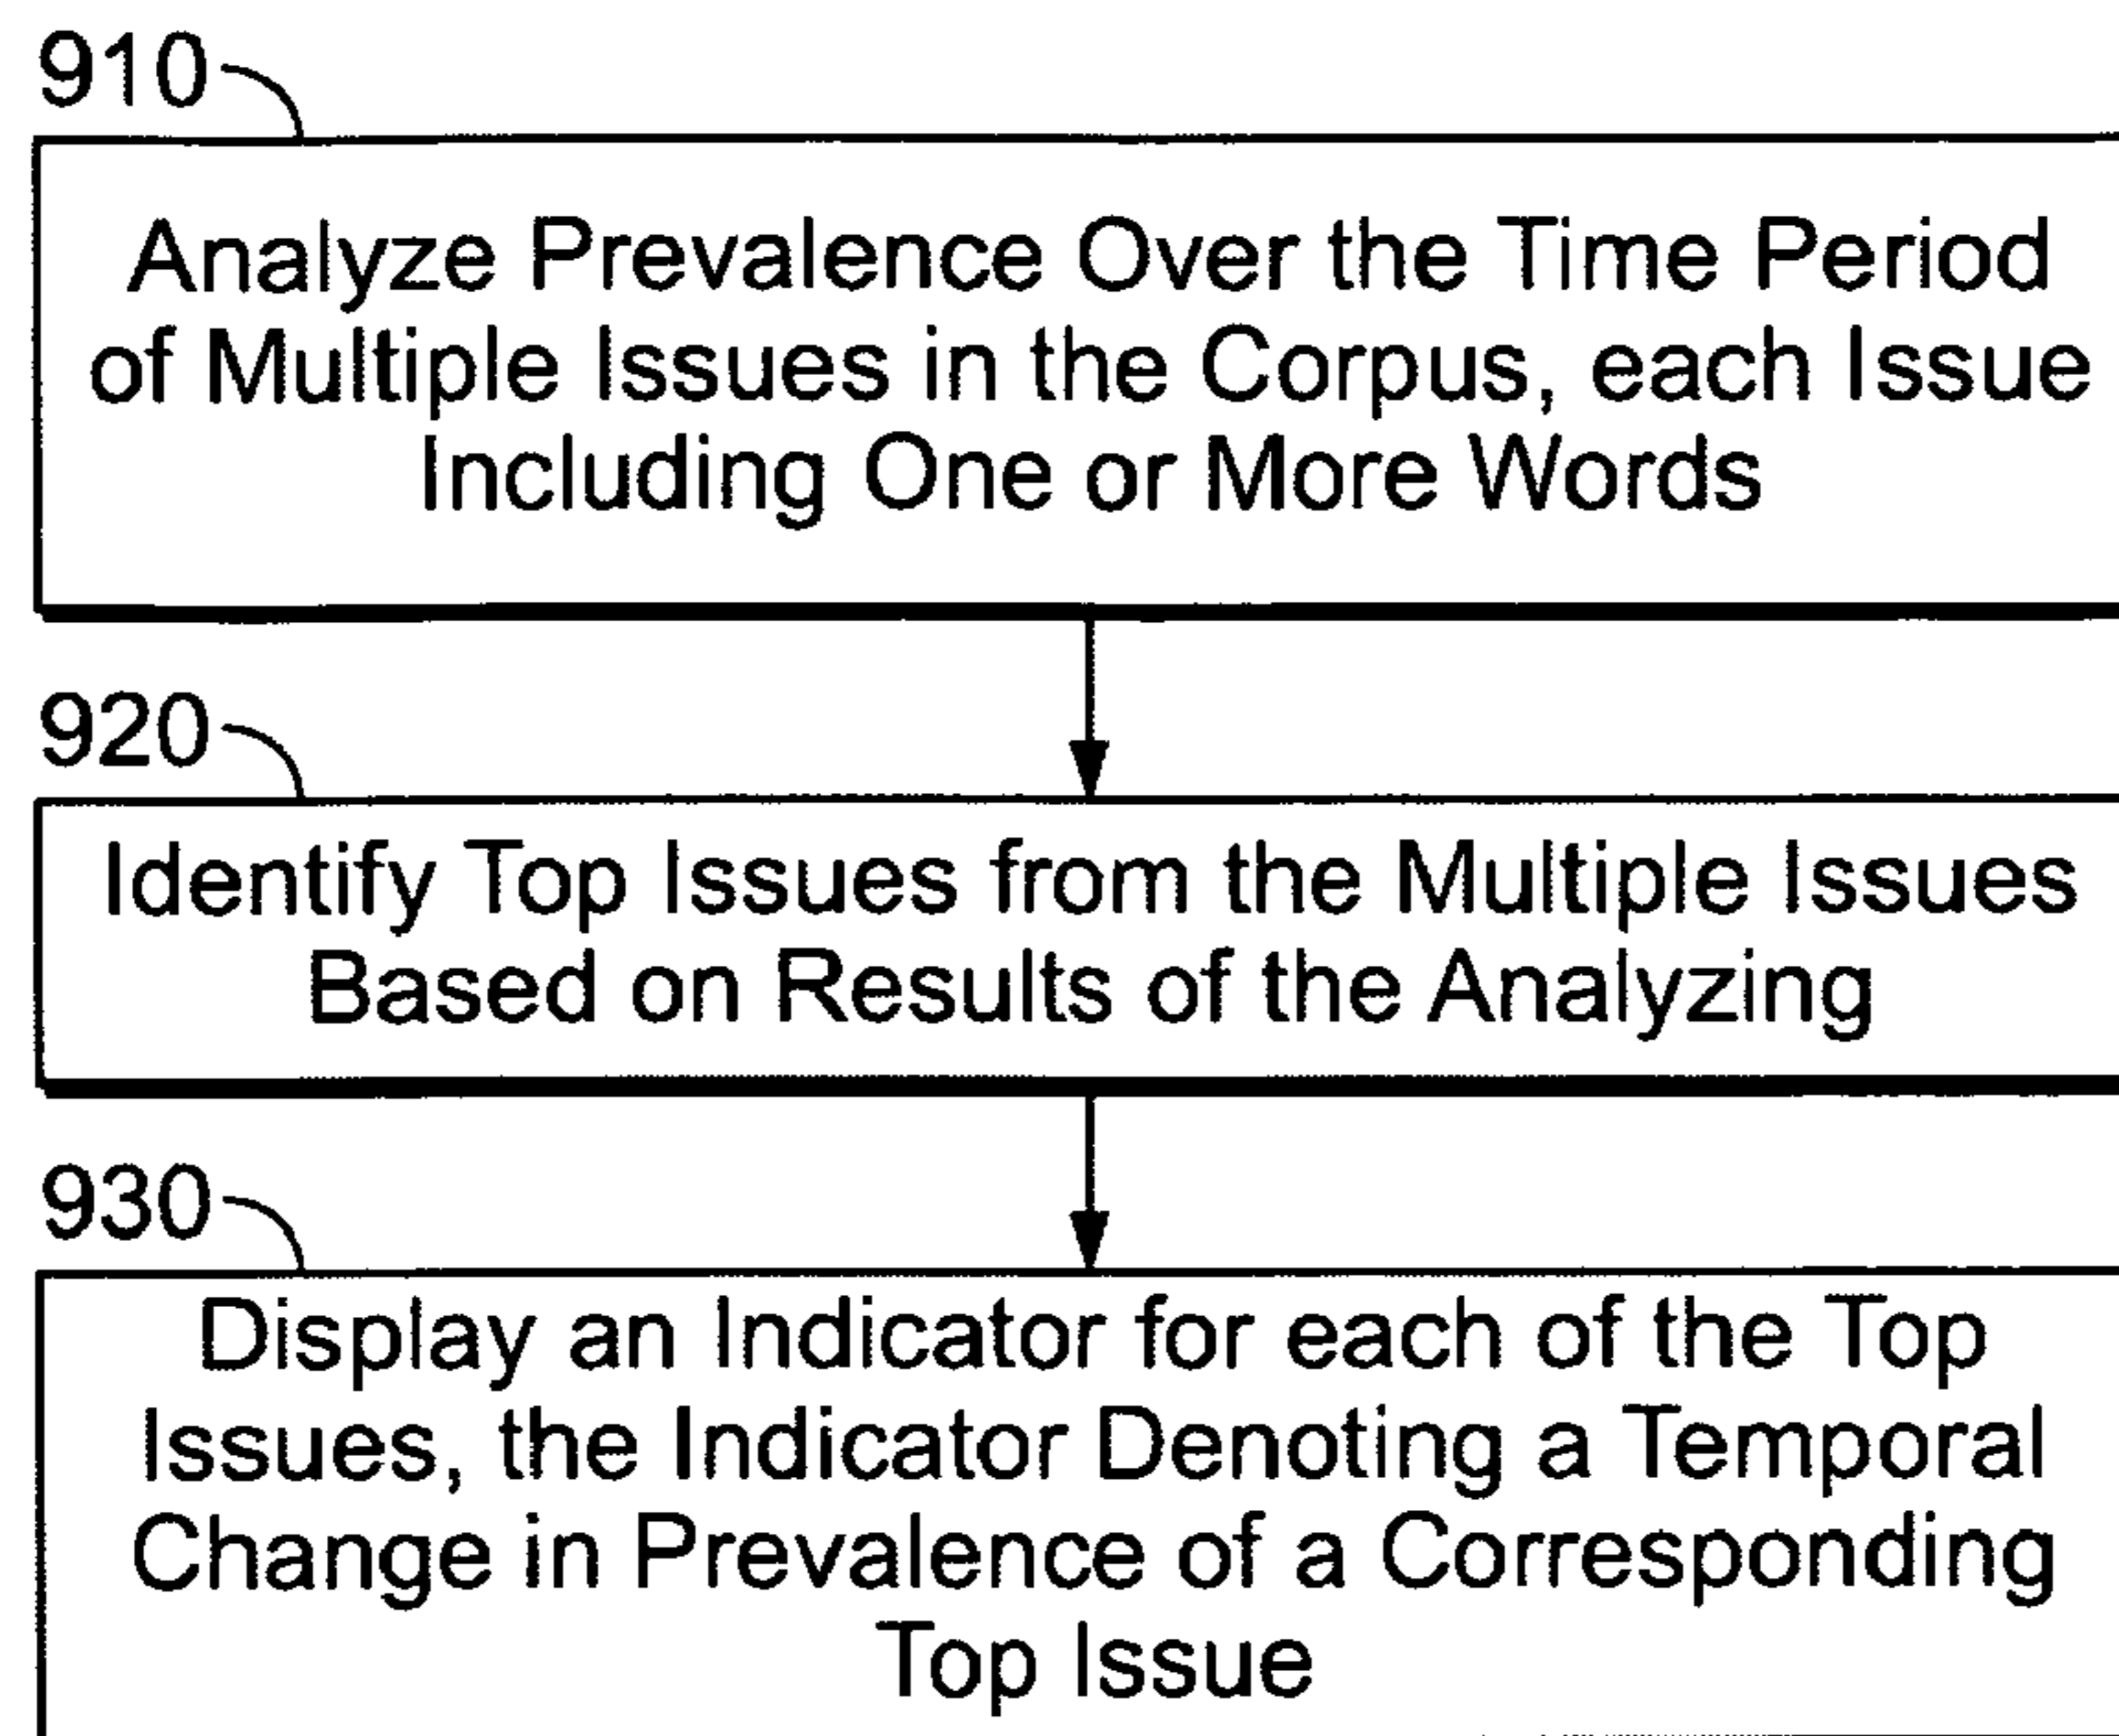 910
Analyze Prevalence Over the Time Period
of Multiple Issues in the Corpus, each Issue
Including One or More Words
920
Identify Top Issues from the Multiple Issues
Based on Results of the Analyzing
930
Display an Indicator for each of the Top
Issues, the Indicator Denoting a Temporal
Change in Prevalence of a Corresponding
Top Issue